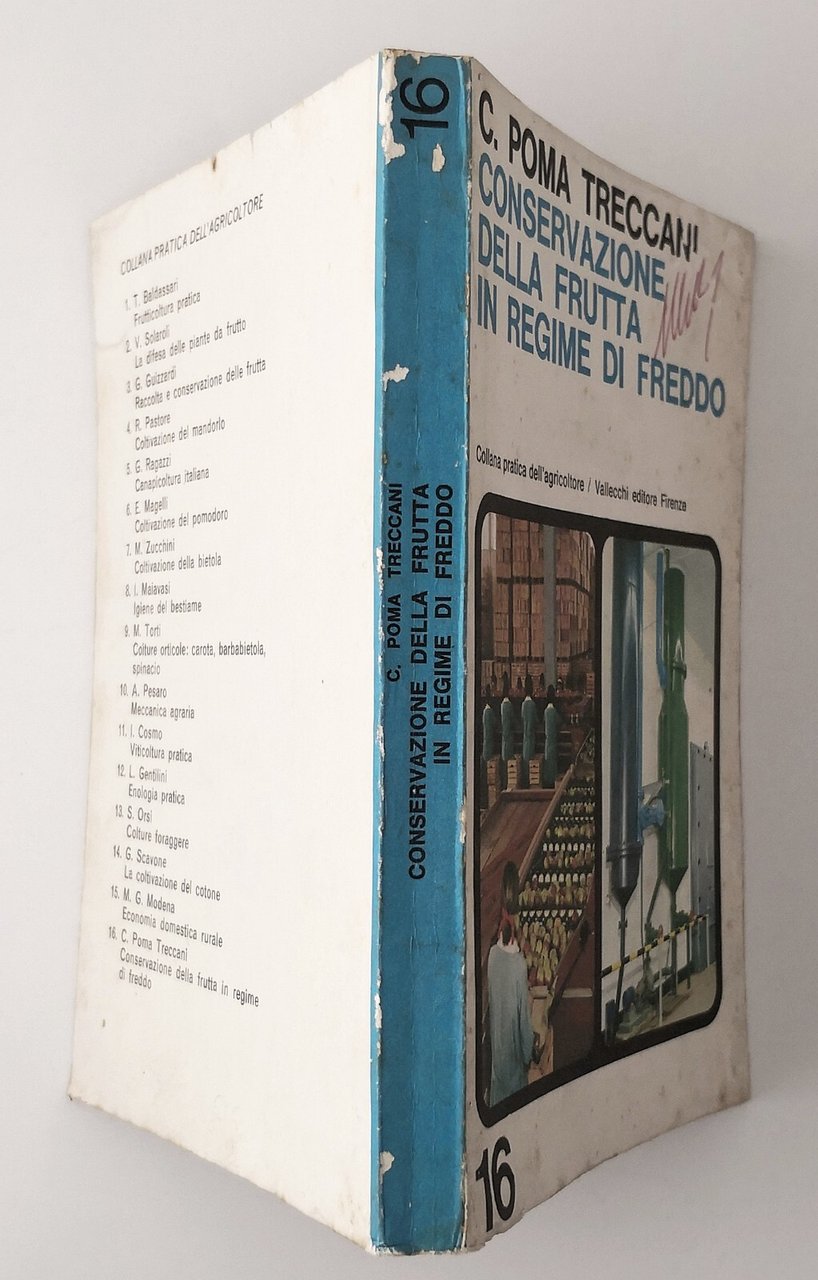 COLLANA PRATICA DELL'AGRICOLTORE
1. T. Baldassari
Frutticoltura pratica
2. V. Solaroli
La difesa delle piante da frutto
3. G. Guizzardi
Raccolta e conservazione delle frutta
4. R. Pastore
Coltivazione del mandorlo
5. G. Ragazzi
Canapicoltura italiana
6. E. Magelli
Coltivazione del pomodoro
7. M. Zucchini
Coltivazione della bietola
8. I. Malavasi
Igiene del bestiame
9. M. Torti
Colture orticole: carota, barbabietola,
spinacio
10. A. Pesaro
Meccanica agraria
11. I. Cosmo
Viticoltura pratica
12. L. Gentilini
Enologia pratica
13. S. Orsi
Colture foraggere
14. G. Scavone
La coltivazione del cotone
15. M. G. Modena
Economia domestica rurale
16. C. Poma Treccani
Conservazione della frutta in regime
di freddo
16
C. POMA TRECCANI
CONSERVAZIONE DELLA FRUTTA
IN REGIME DI FREDDO
C. POMA TRECCANI
CONSERVAZIONE
DELLA FRUTTA
IN REGIME DI FREDDO
Collana pratica dell'agricoltore / Vallecchi editore Firenze
16